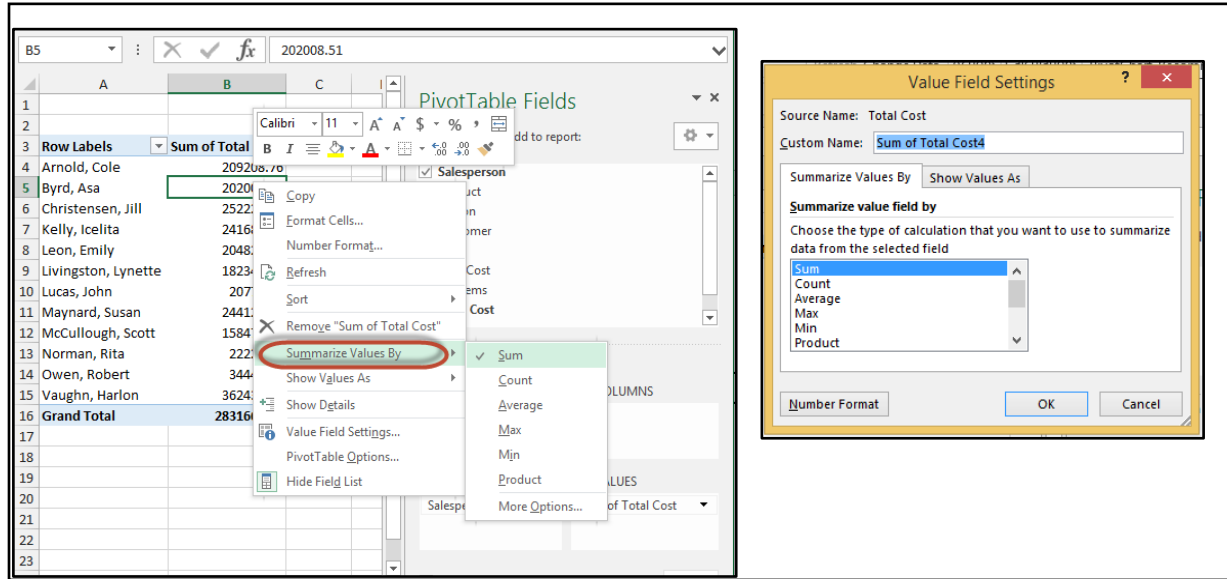 B5 fx 202008.51
A B C
PivotTable Fields
Calibri 11 A A $ % ,
dd to report:
B I A
1
2
3 Row Labels Sum of Total
4 Arnold, Cole 209208.76
5 Byrd, Asa
6 Christensen, Jill
7 Kelly, Icelita
8 Leon, Emily
9 Livingston, Lynette
10 Lucas, John
11 Maynard, Susan
12 McCullough, Scott
13 Norman, Rita
14 Owen, Robert
15 Vaughn, Harlon
16 Grand Total
17
18
19
20
21
22
23
Copy
Format Cells...
Number Format...
Refresh
Sort
Remove "Sum of Total Cost"
Summarize Values By
Show Values As
Show Details
Value Field Settings...
PivotTable Options...
Hide Field List
Sum
Count
Average
Max
Min
Product
More Options...
Salesperson
Cost
Cost
OLUMNS
of Total Cost
Value Field Settings ?
Source Name: Total Cost
Custom Name: Sum of Total Cost4
Summarize Values By Show Values As
Summarize value field by
Choose the type of calculation that you want to use to summarize
data from the selected field
Sum
Count
Average
Max
Min
Product
Number Format OK Cancel